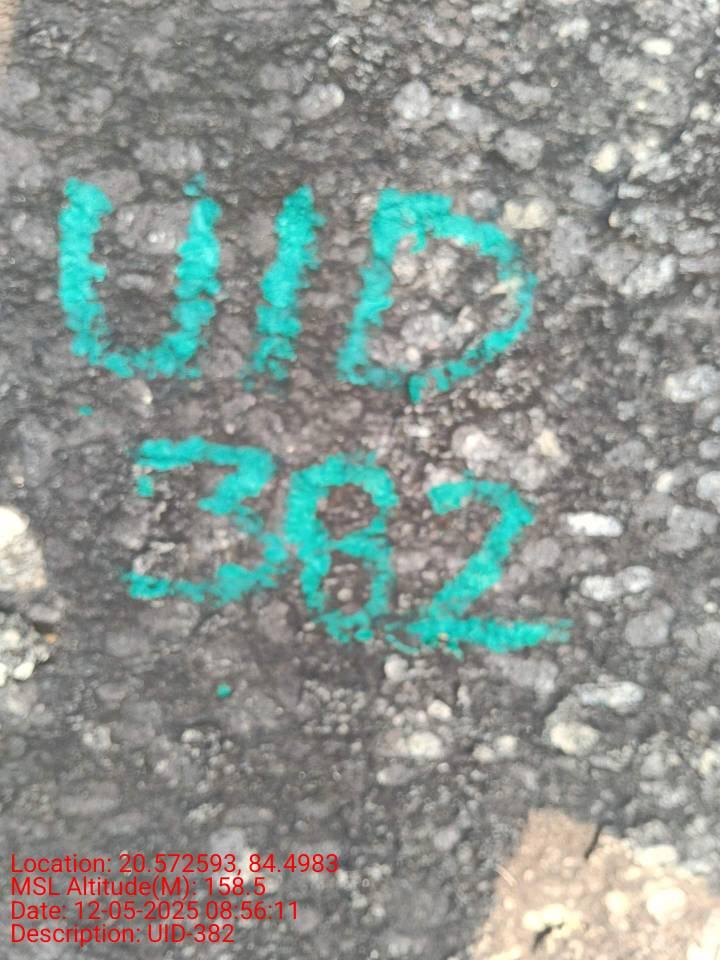 UID
382
Location: 20.572593, 84.4983
MSL Altitude(M): 158.5
Date: 12-05-2025 08:56:11
Description: UID-382